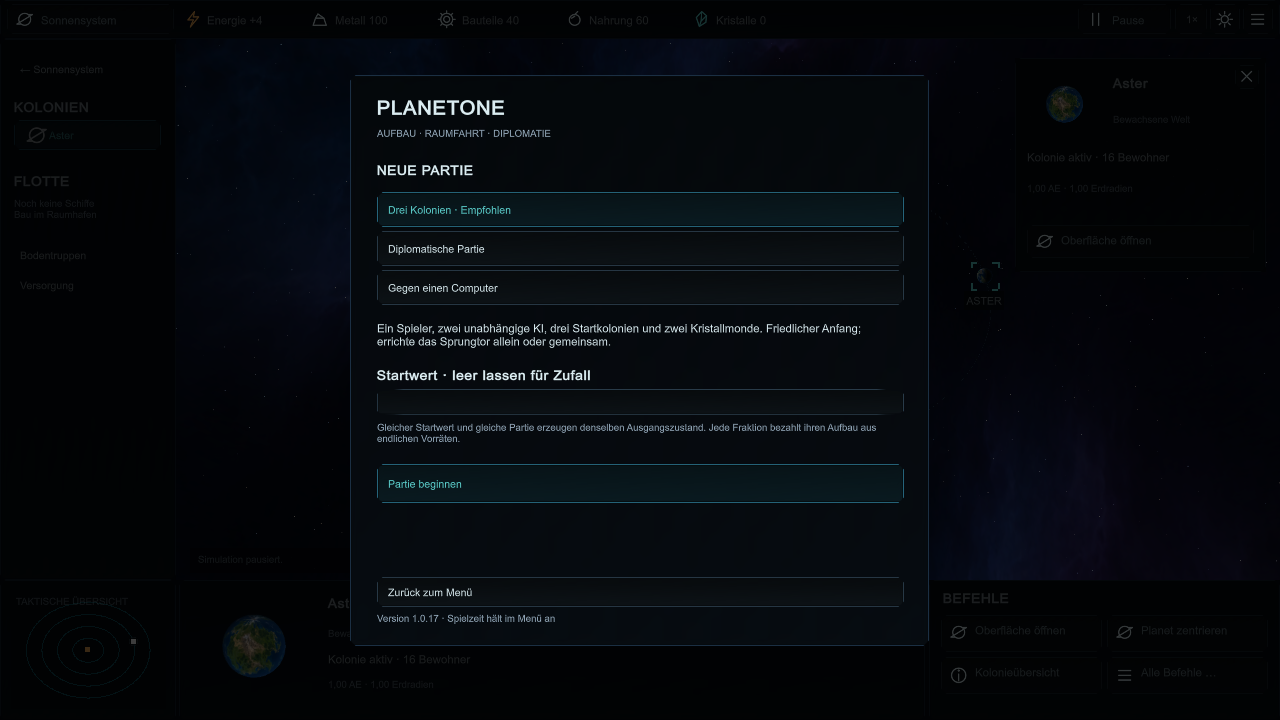 Sonnensystem
Energie +4
Metall 100
Bauteile 40
Nahrung 60
Kristalle 0
Pause
1×
← Sonnensystem
KOLONIEN
Aster
FLOTTE
Noch keine Schiffe
Bau im Raumhafen
Bodentruppen
Versorgung
PLANETONE
AUFBAU · RAUMFAHRT · DIPLOMATIE
NEUE PARTIE
Drei Kolonien · Empfohlen
Diplomatische Partie
Gegen einen Computer
Ein Spieler, zwei unabhängige KI, drei Startkolonien und zwei Kristallmonde. Friedlicher Anfang;
errichte das Sprungtor allein oder gemeinsam.
Startwert · leer lassen für Zufall
Gleicher Startwert und gleiche Partie erzeugen denselben Ausgangszustand. Jede Fraktion bezahlt ihren Aufbau aus
endlichen Vorräten.
Partie beginnen
Zurück zum Menü
Version 1.0.17 · Spielzeit hält im Menü an
Aster
Bewachsene Welt
Kolonie aktiv · 16 Bewohner
1,00 AE · 1,00 Erdradien
Oberfläche öffnen
ASTER
Simulation pausiert
TAKTISCHE ÜBERSICHT
Ast
Bew
Kolonie aktiv · 16 Bewohner
1,00 AE · 1,00 Erdradien
BEFEHLE
Oberfläche öffnen
Planet zentrieren
Kolonieübersicht
Alle Befehle …